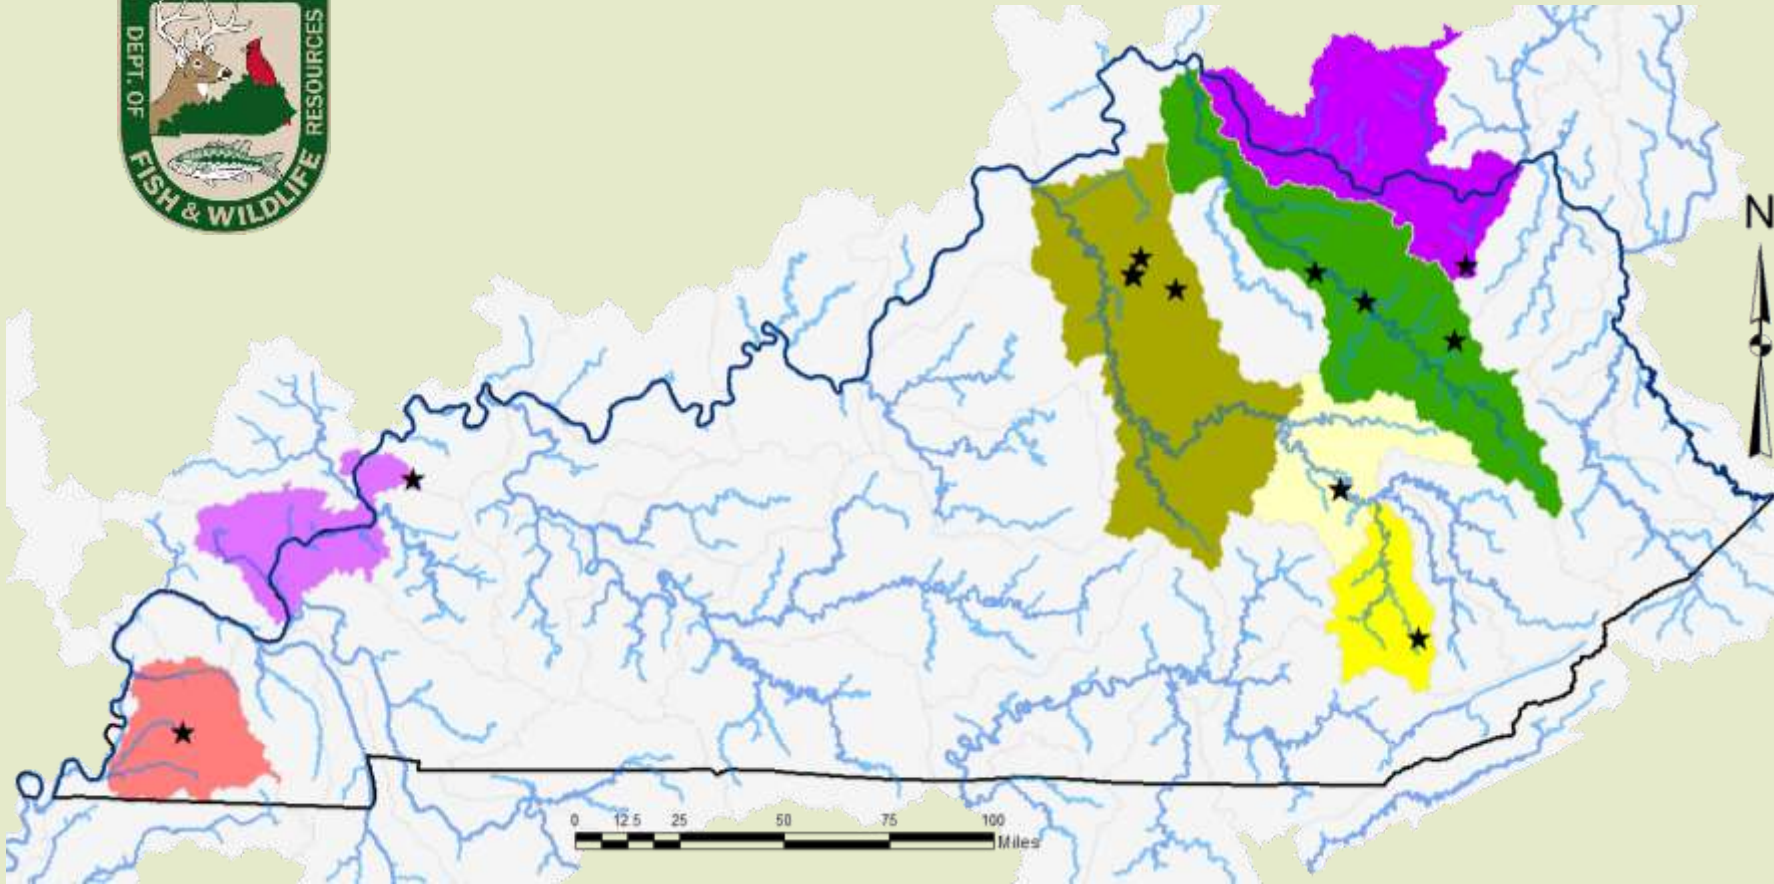 DEPT. OF
FISH & WILDLIFE
RESOURCES
N
0 12.5 25 50 75 100
Miles